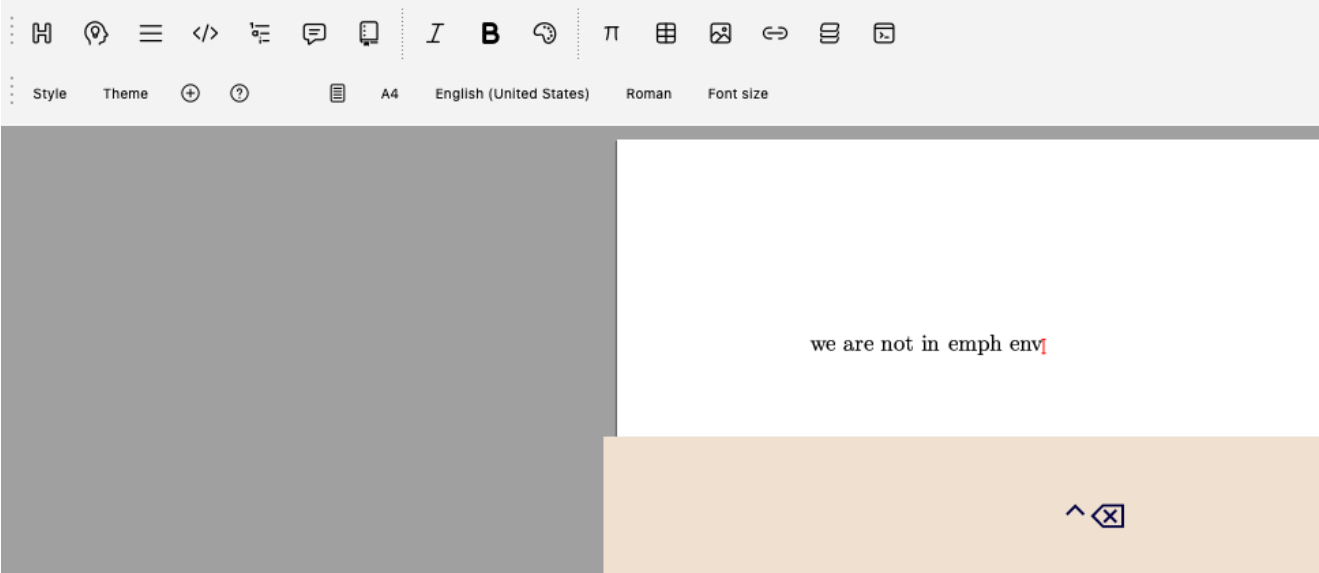 Style Theme A4 English (United States) Roman Font size
we are not in emph env